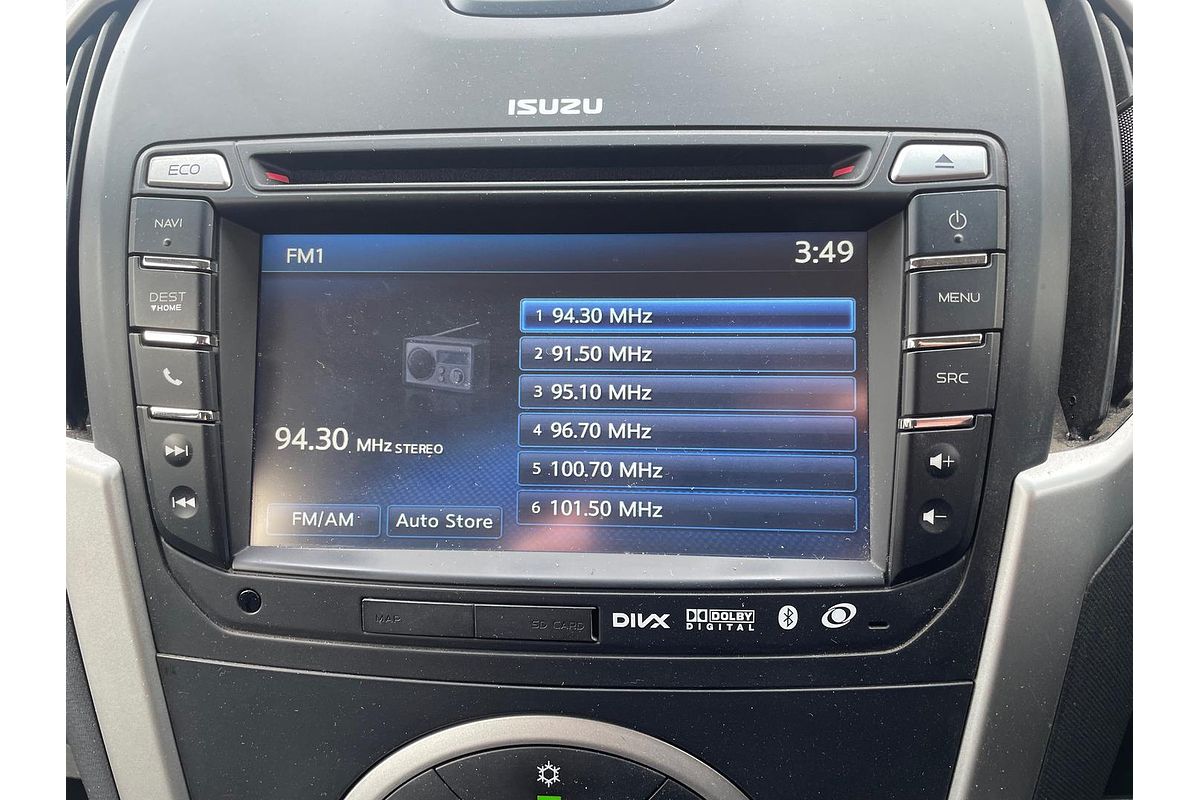 ISUZU
ECO
NAVI
DEST
▼HOME
MENU
SRC
FM1 3:49
1 94.30 MHz
2 91.50 MHz
3 95.10 MHz
4 96.70 MHz
5 100.70 MHz
6 101.50 MHz
94.30 MHz STEREO
FM/AM Auto Store
MAP SD CARD
DIVX DOLBY DIGITAL